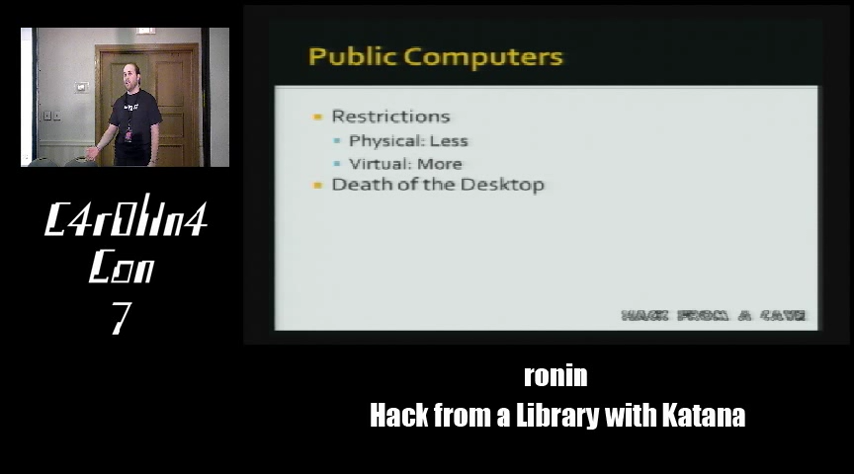 Public Computers
Restrictions
Physical: Less
Virtual: More
Death of the Desktop
HACK FROM A CAVE
C4r0l1n4
Con
7
ronin
Hack from a Library with Katana